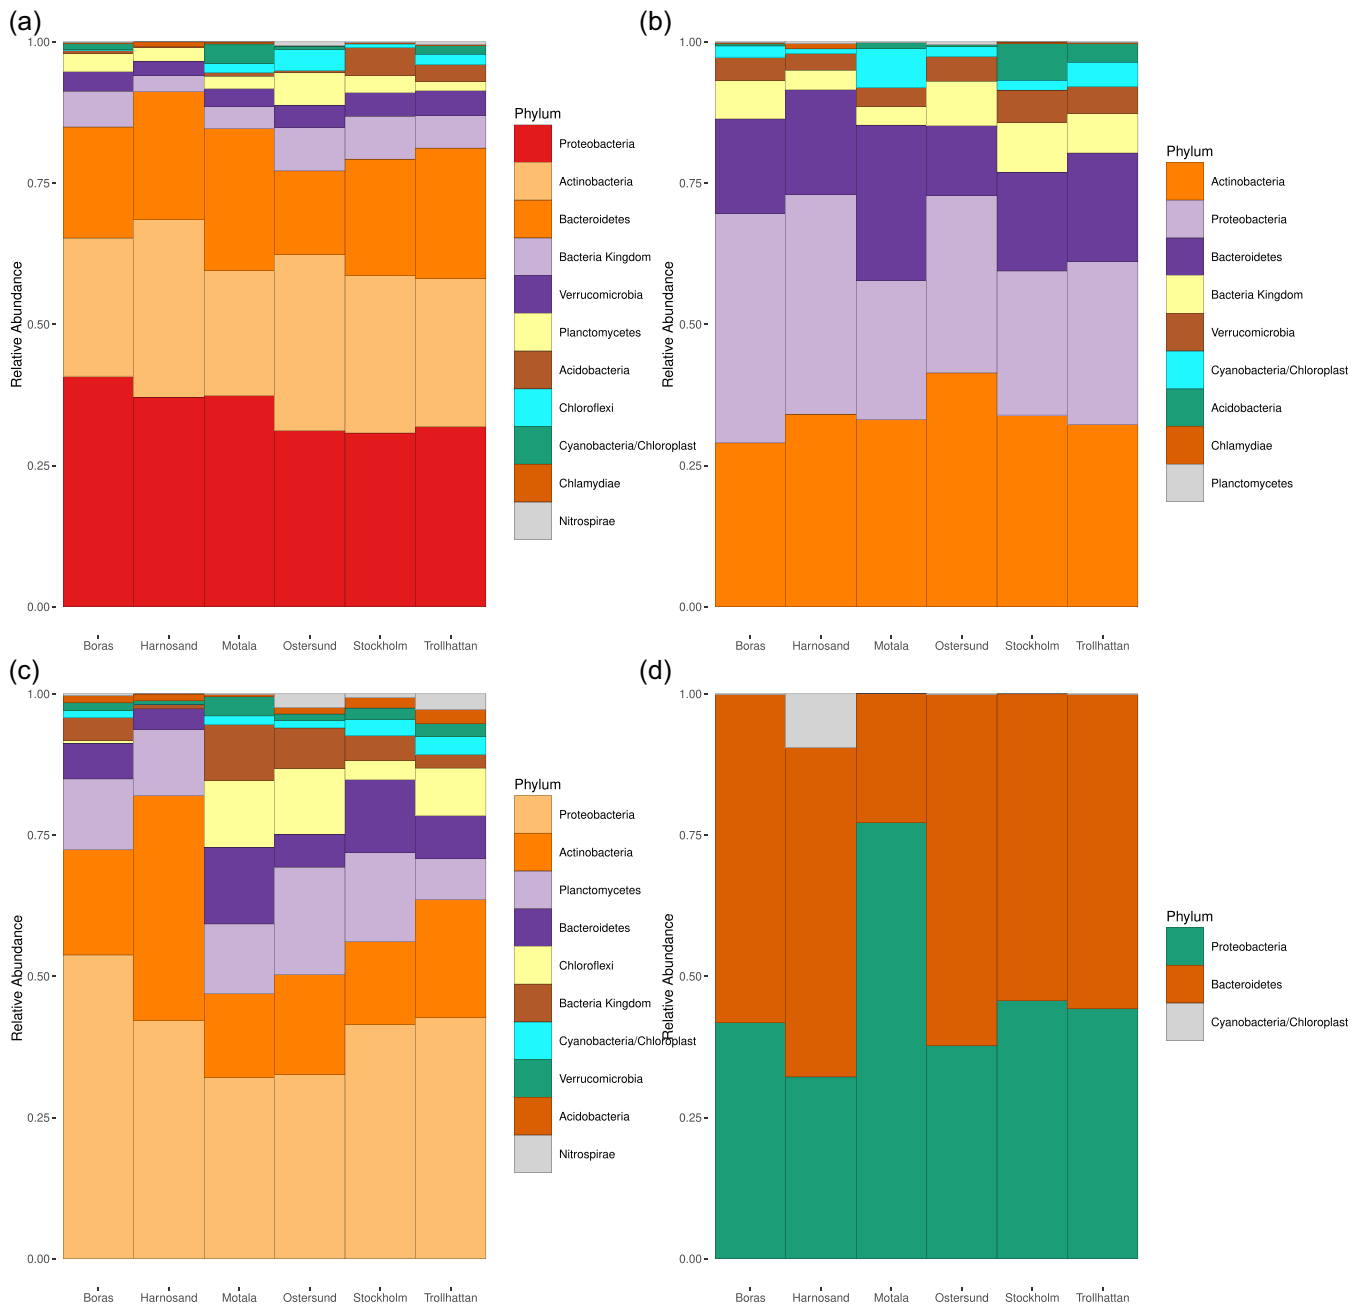 (a)
Relative Abundance
1.00
0.75
0.50
0.25
0.00
Boras Harnosand Motala Ostersund Stockholm Trollhattan
Phylum
Proteobacteria
Actinobacteria
Bacteroidetes
Bacteria Kingdom
Verrucomicrobia
Planctomycetes
Acidobacteria
Chloroflexi
Cyanobacteria/Chloroplast
Chlamydiae
Nitrospirae
(b)
Relative Abundance
1.00
0.75
0.50
0.25
0.00
Boras Harnosand Motala Ostersund Stockholm Trollhattan
Phylum
Actinobacteria
Proteobacteria
Bacteroidetes
Bacteria Kingdom
Verrucomicrobia
Cyanobacteria/Chloroplast
Acidobacteria
Chlamydiae
Planctomycetes
(c)
Relative Abundance
1.00
0.75
0.50
0.25
0.00
Boras Harnosand Motala Ostersund Stockholm Trollhattan
Phylum
Proteobacteria
Actinobacteria
Planctomycetes
Bacteroidetes
Chloroflexi
Bacteria Kingdom
Cyanobacteria/Chloroplast
Verrucomicrobia
Acidobacteria
Nitrospirae
(d)
Relative Abundance
1.00
0.75
0.50
0.25
0.00
Boras Harnosand Motala Ostersund Stockholm Trollhattan
Phylum
Proteobacteria
Bacteroidetes
Cyanobacteria/Chloroplast